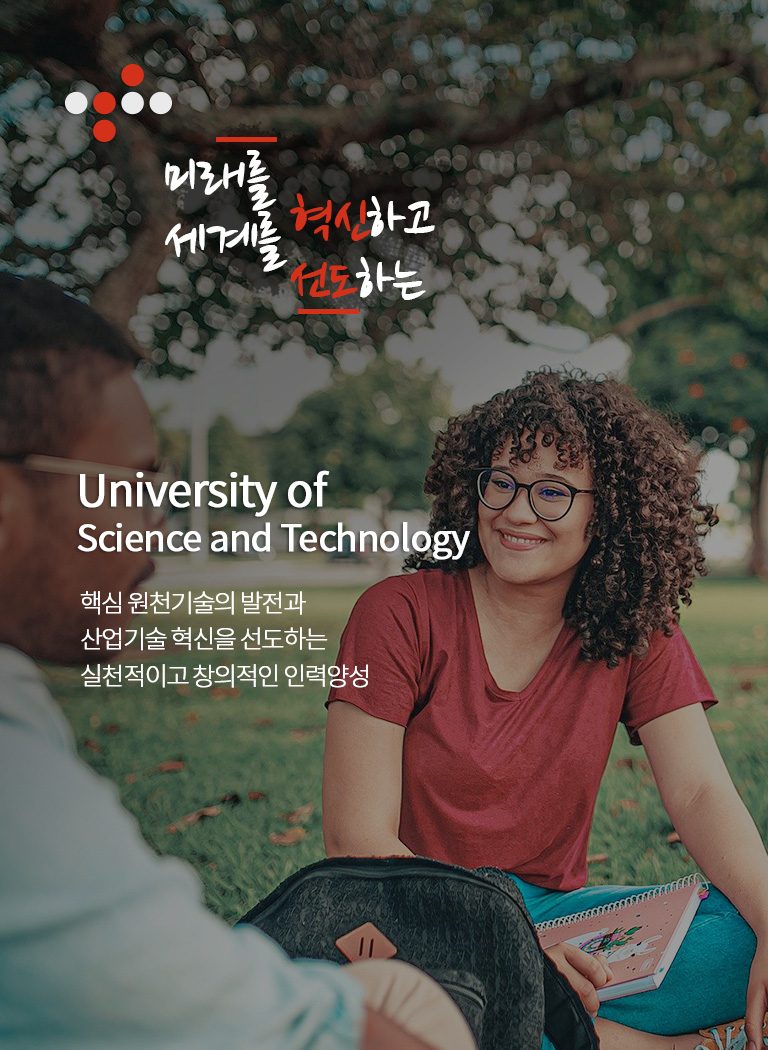 미래를
혁신하고
세계를
선도하는
University of
Science and Technology
핵심 원천기술의 발전과
산업기술 혁신을 선도하는
실천적이고 창의적인 인력양성